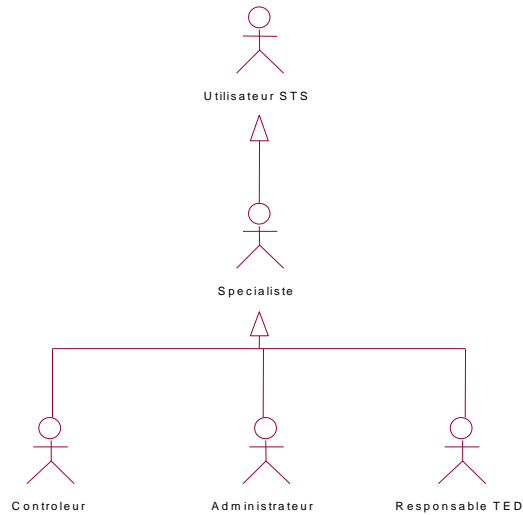 Utilisateur STS
Specialiste
Controleur
Administrateur
Responsable TED